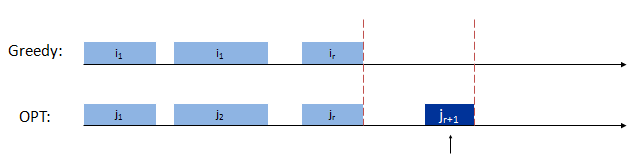 Greedy: i₁ i₁ iᵣ
OPT: j₁ j₂ jᵣ jᵣ₊₁